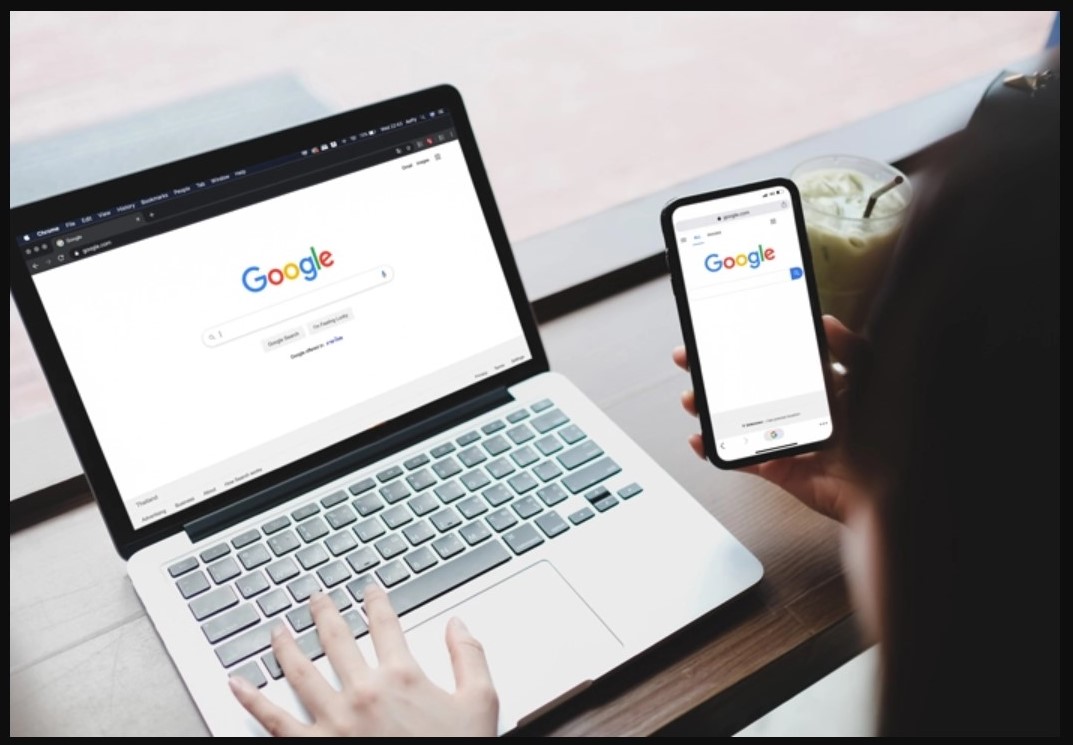 Chrome File Edit View History Bookmarks People Tab Window Help
Google
google.com
Gmail Images
Google
Google Search I'm Feeling Lucky
Google offered in: ภาษาไทย
Thailand
Advertising Business About How Search works
Privacy Terms Settings
google.com
ALL IMAGES
Google